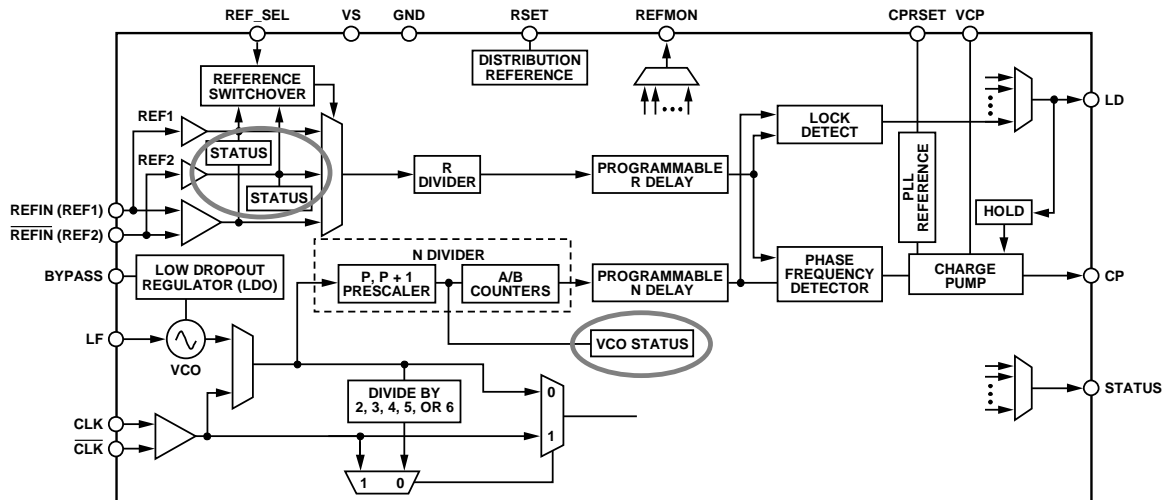 REF_SEL
VS
GND
RSET
REFMON
CPRSET
VCP
DISTRIBUTION
REFERENCE
REFERENCE
SWITCHOVER
REF1
STATUS
REF2
STATUS
R
DIVIDER
PROGRAMMABLE
R DELAY
LOCK
DETECT
PLL
REFERENCE
LD
HOLD
REFIN (REF1)
REFIN (REF2)
BYPASS
LOW DROPOUT
REGULATOR (LDO)
N DIVIDER
P, P + 1
PRESCALER
A/B
COUNTERS
PROGRAMMABLE
N DELAY
PHASE
FREQUENCY
DETECTOR
CHARGE
PUMP
CP
LF
VCO
VCO STATUS
DIVIDE BY
2, 3, 4, 5, OR 6
0
1
STATUS
CLK
CLK
1
0